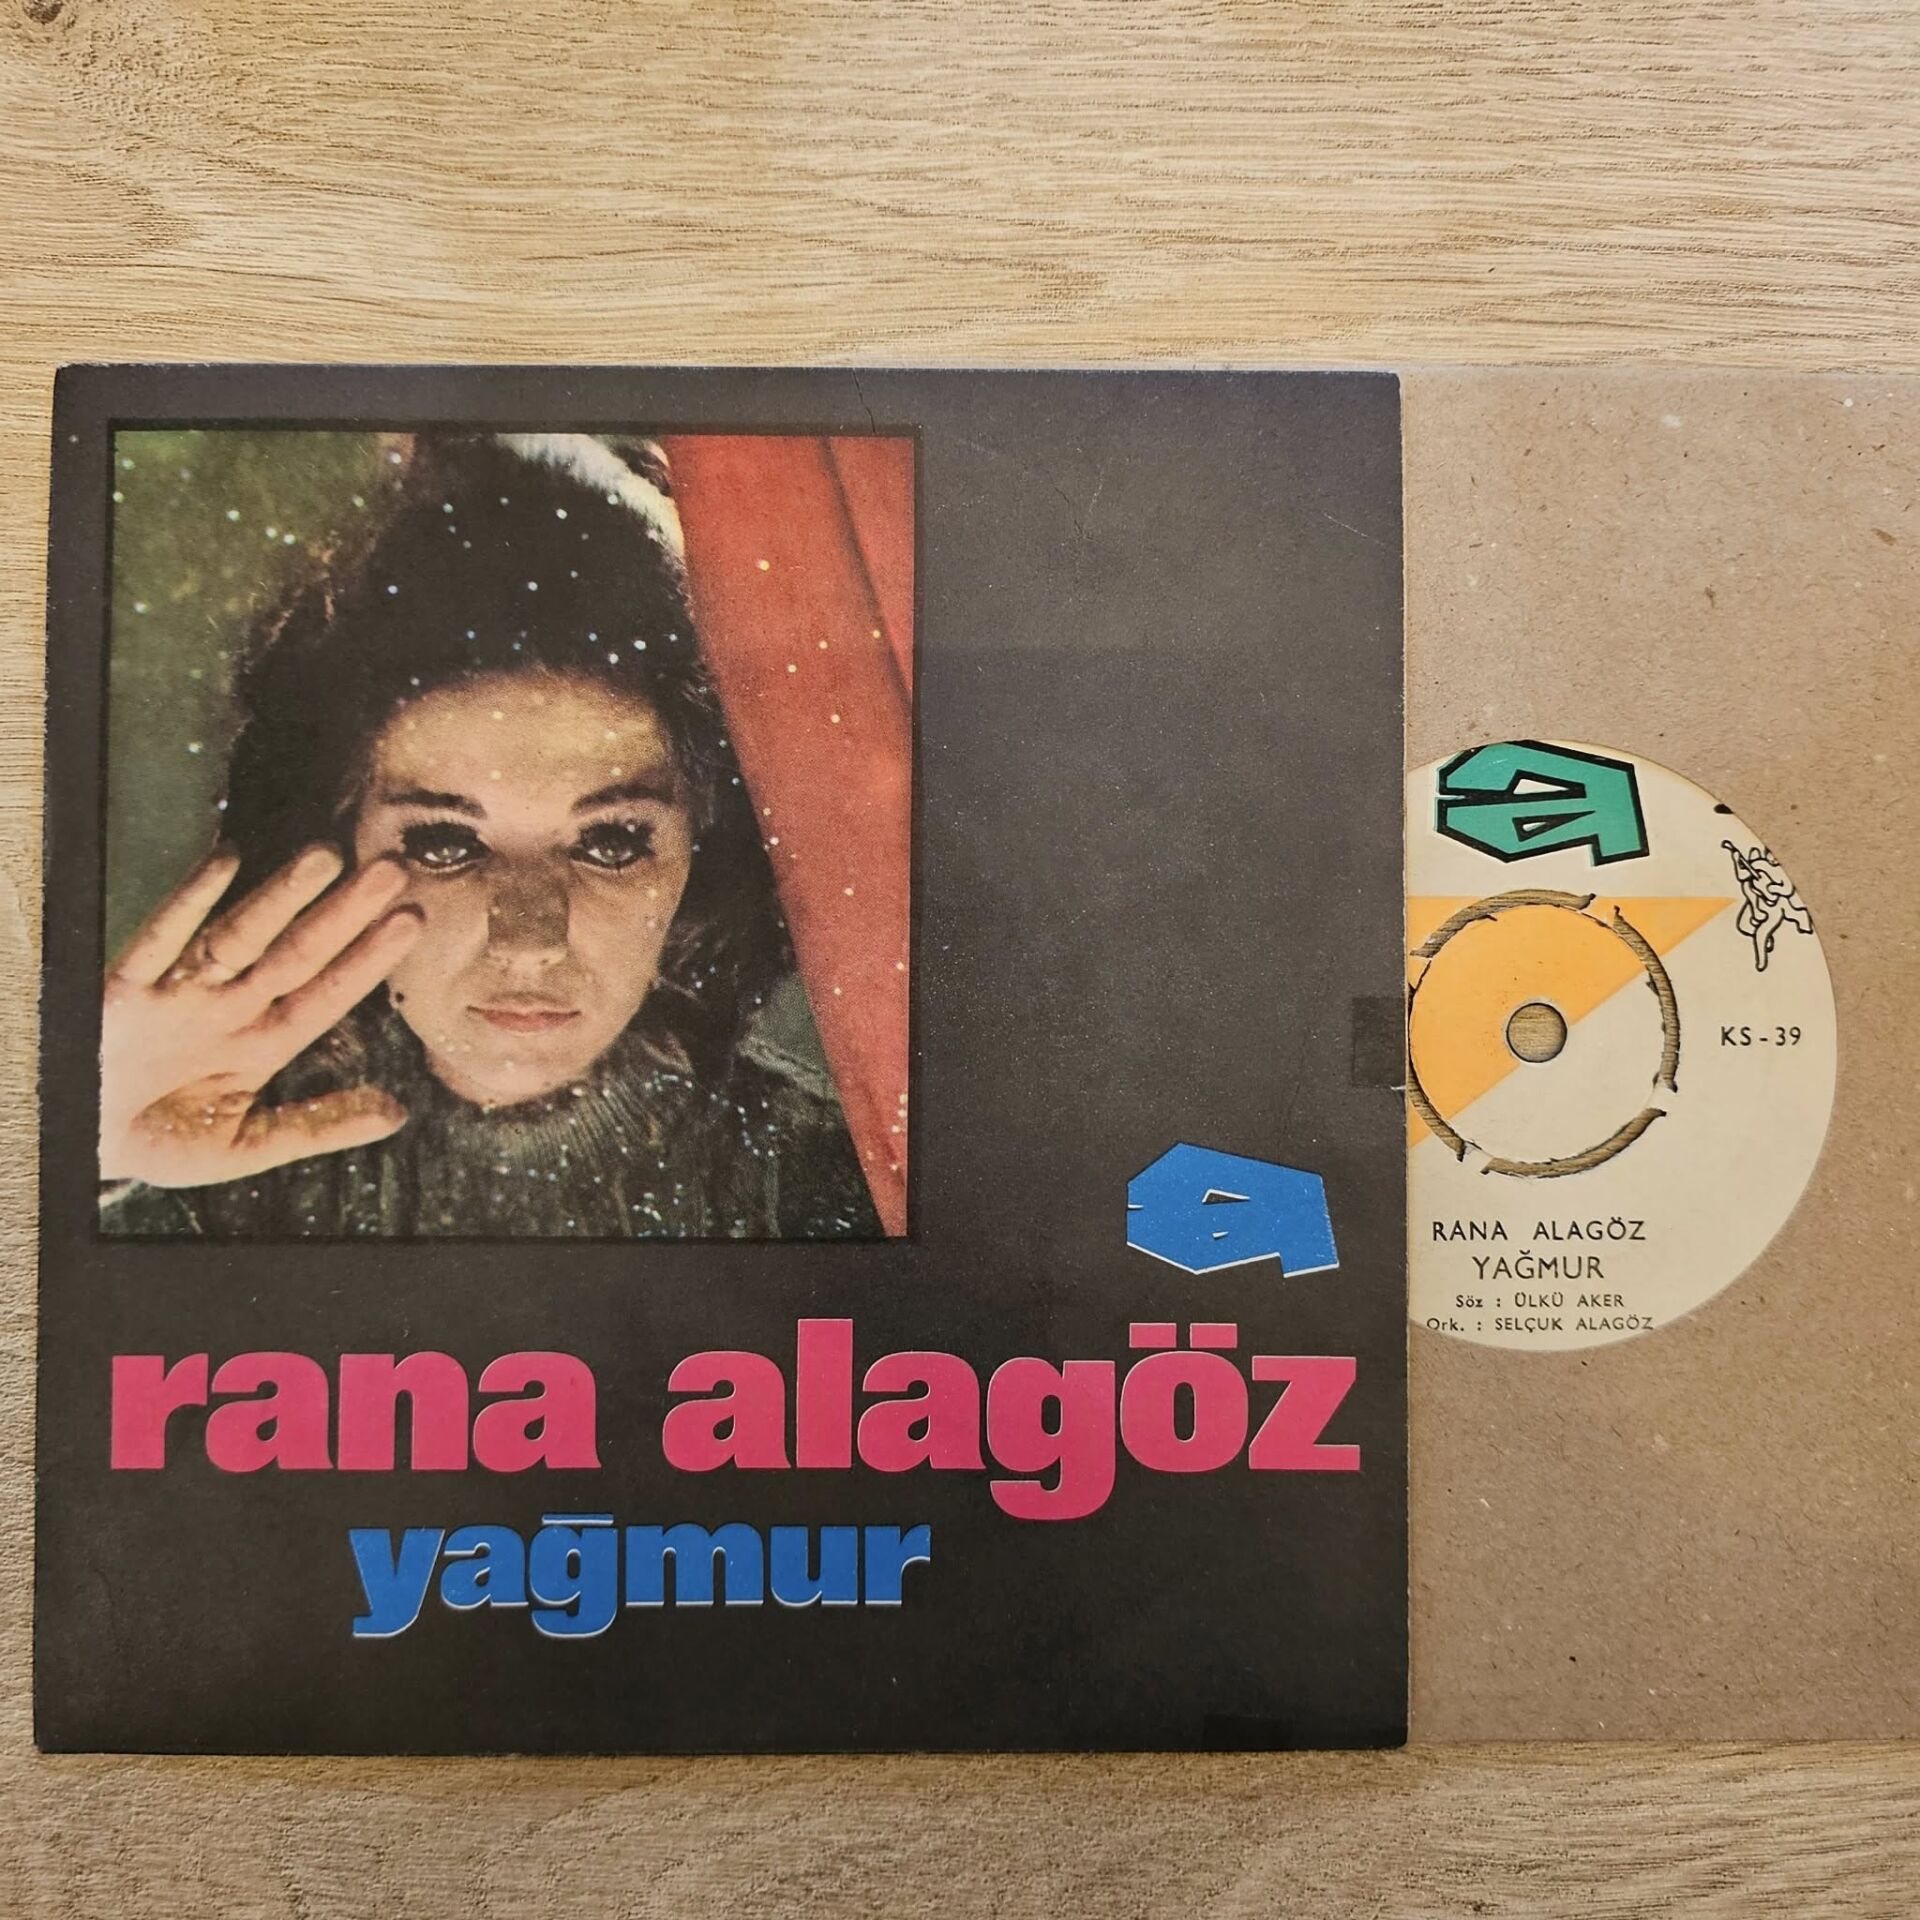 rana alagöz
yağmur
KS - 39
RANA ALAGÖZ
YAĞMUR
Söz : ÜLKÜ AKER
Ork. : SELÇUK ALAGÖZ